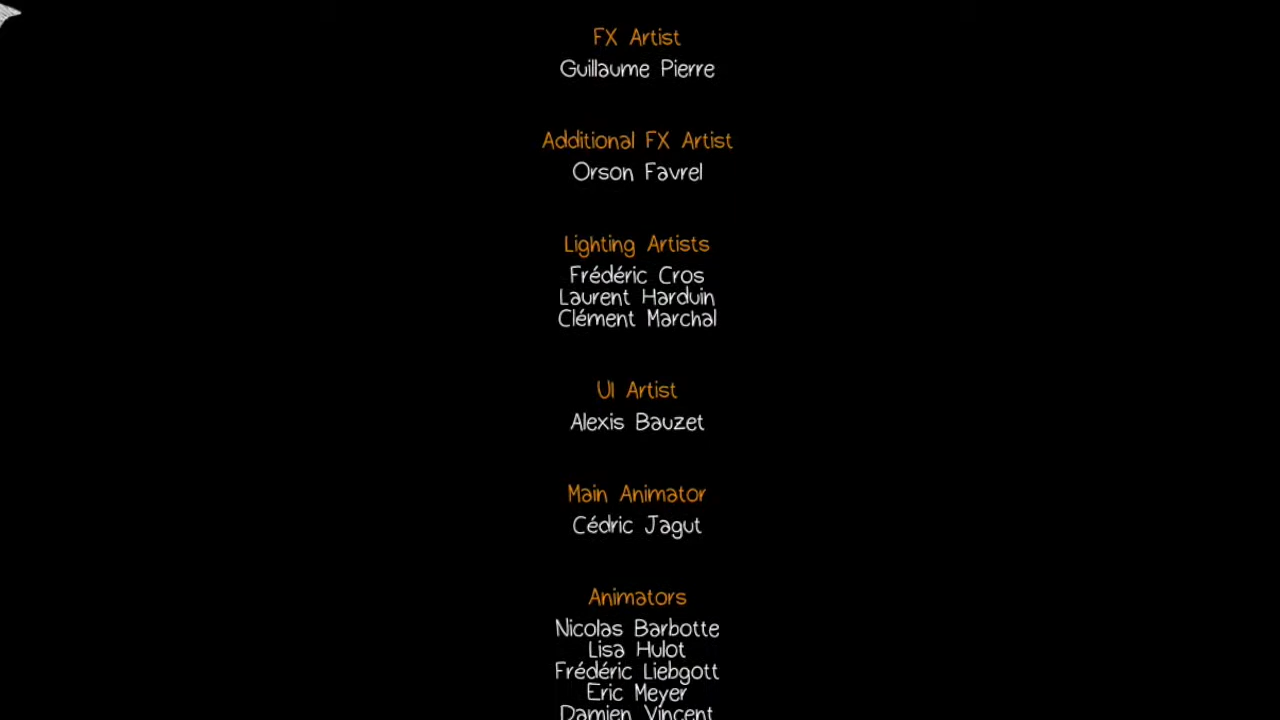 FX Artist
Guillaume Pierre
Additional FX Artist
Orson Favrel
Lighting Artists
Frédéric Cros
Laurent Harduin
Clément Marchal
UI Artist
Alexis Bauzet
Main Animator
Cédric Jagut
Animators
Nicolas Barbotte
Lisa Hulot
Frédéric Liebgott
Eric Meyer
Damien Vincent